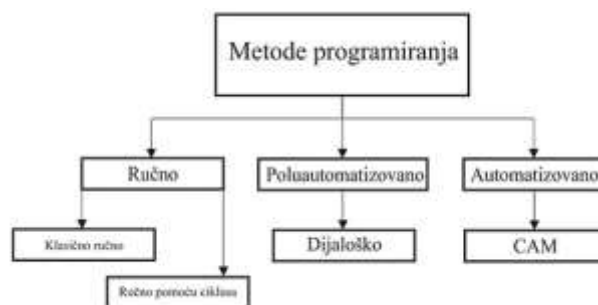 Metode programiranja
Ručno
Poluautomatizovano
Automatizovano
Klasično ručno
Dijaloško
CAM
Ručno pomoću ciklusa